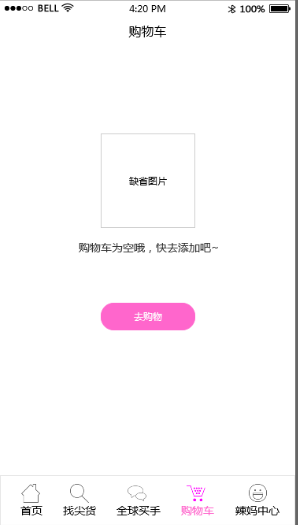 BELL 4:20 PM 100%
购物车
缺省图片
购物车为空哦，快去添加吧~
去购物
首页 找尖货 全球买手 购物车 辣妈中心